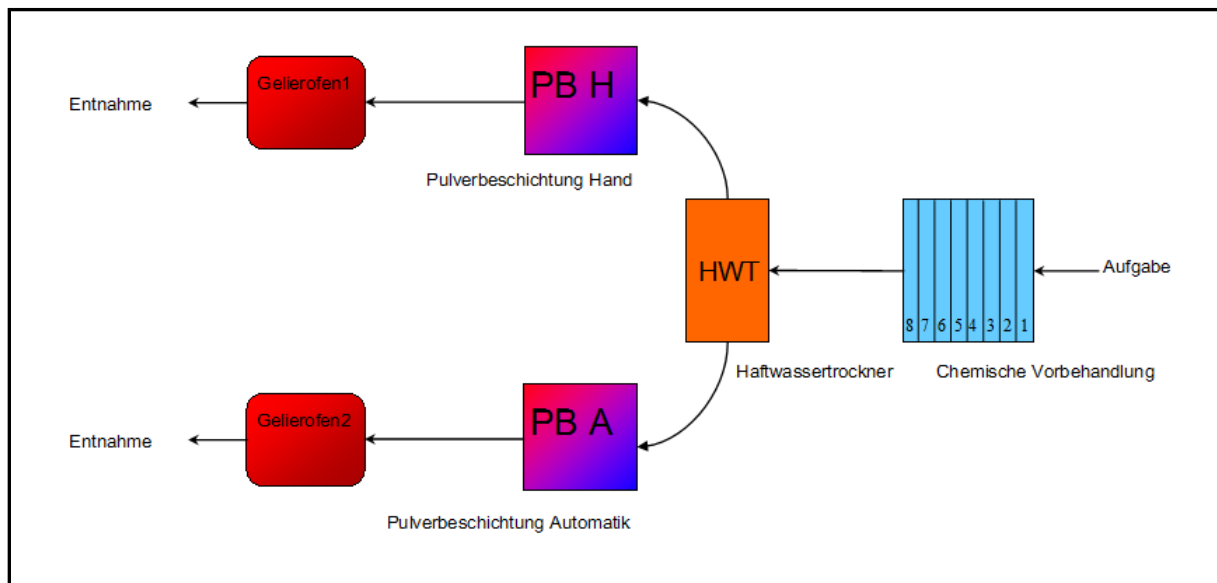 Gelierofen1
PB H
Entnahme
Pulverbeschichtung Hand
HWT
Aufgabe
8 7 6 5 4 3 2 1
Haftwassertrockner
Chemische Vorbehandlung
Gelierofen2
PB A
Entnahme
Pulverbeschichtung Automatik